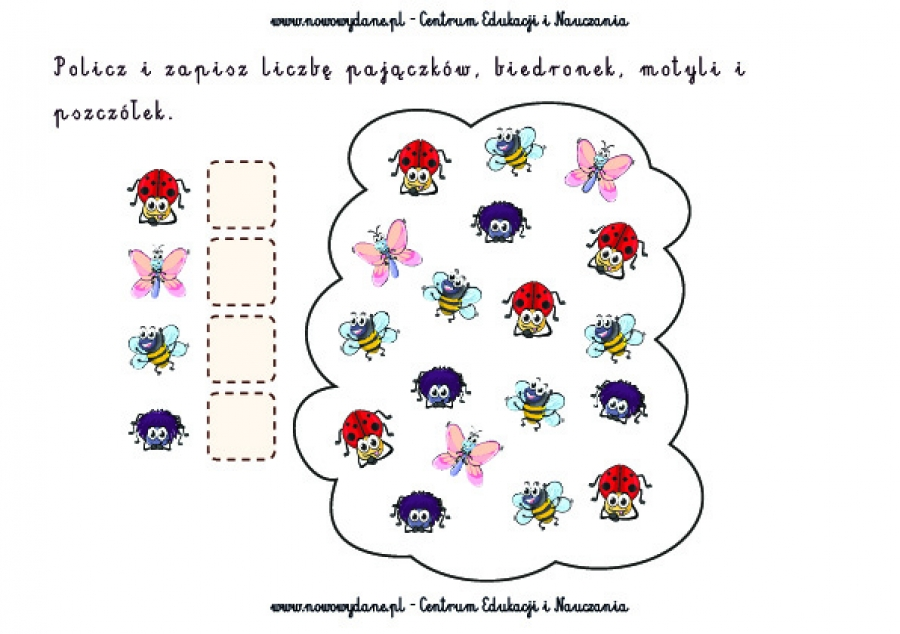 www.nowowydane.pl - Centrum Edukacji i Nauczania
Policz i zapisz liczbę pajączków, biedronek, motyli i
pszczółek.
www.nowowydane.pl - Centrum Edukacji i Nauczania